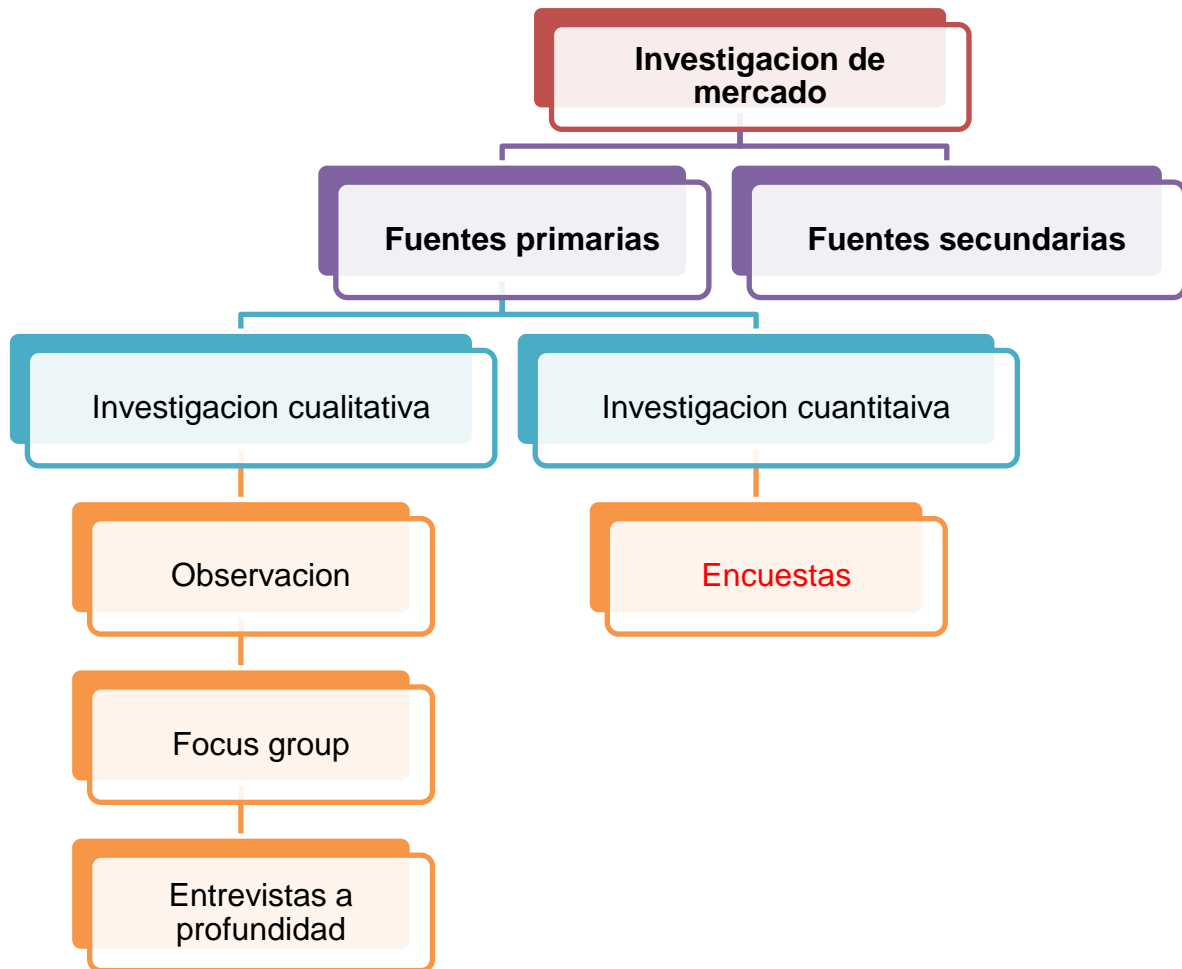 Investigacion de
mercado
Fuentes primarias
Fuentes secundarias
Investigacion cualitativa
Investigacion cuantitaiva
Observacion
Encuestas
Focus group
Entrevistas a
profundidad